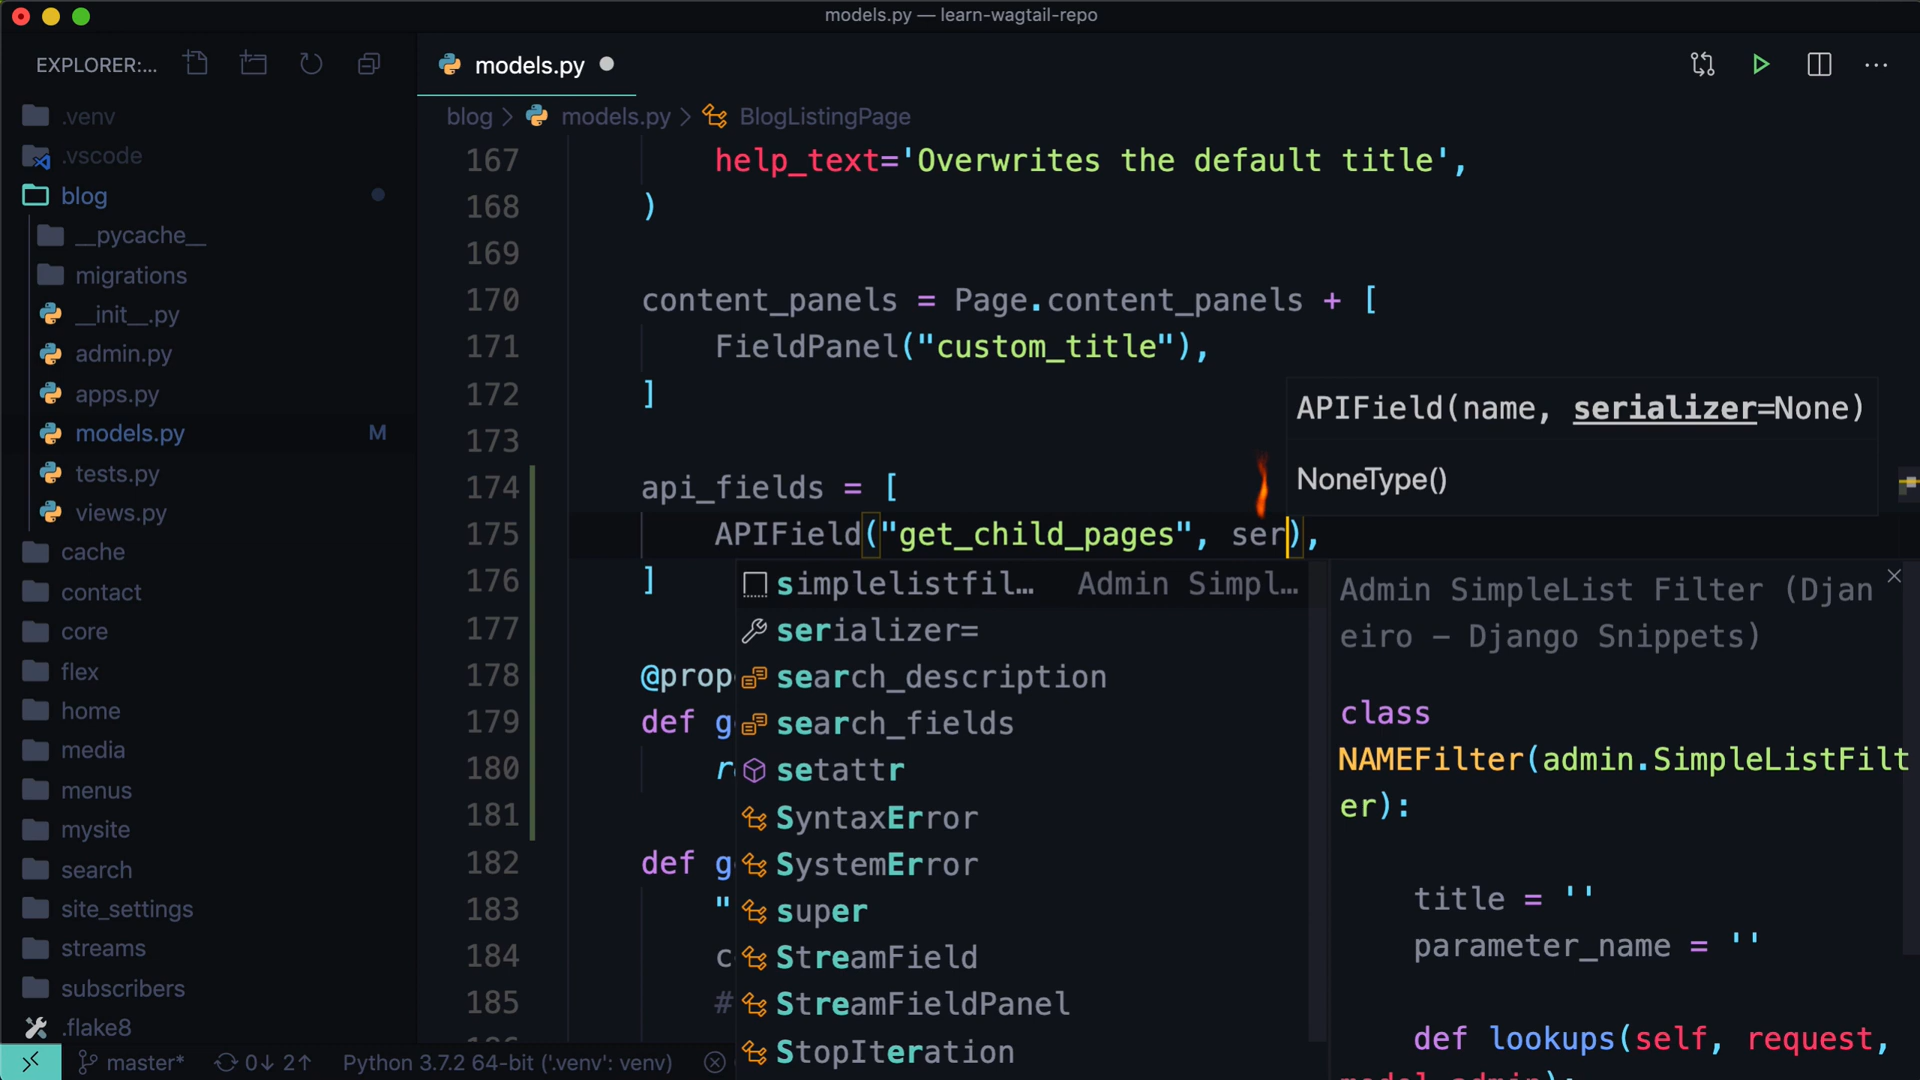 models.py — learn-wagtail-repo
EXPLORER:...
models.py
blog > models.py > BlogListingPage
.venv
.vscode
blog
__pycache__
migrations
__init__.py
admin.py
apps.py
models.py M
tests.py
views.py
cache
contact
core
flex
home
media
menus
mysite
search
site_settings
streams
subscribers
.flake8
167 help_text='Overwrites the default title',
168 )
169
170 content_panels = Page.content_panels + [
171 FieldPanel("custom_title"),
172 ]
173
174 api_fields = [
175 APIField("get_child_pages", ser),
176 ]
177
178 @prop
179 def g
180 r
181
182 def g
183 "
184 c
185 #
APIField(name, serializer=None)
NoneType()
simplelistfil… Admin Simpl…
serializer=
search_description
search_fields
setattr
SyntaxError
SystemError
super
StreamField
StreamFieldPanel
StopIteration
Admin SimpleList Filter (Djan
eiro – Django Snippets)
class
NAMEFilter(admin.SimpleListFilt
er):
title = ''
parameter_name = ''
def lookups(self, request,
model_admin):
master* 0↓ 2↑ Python 3.7.2 64-bit ('.venv': venv)